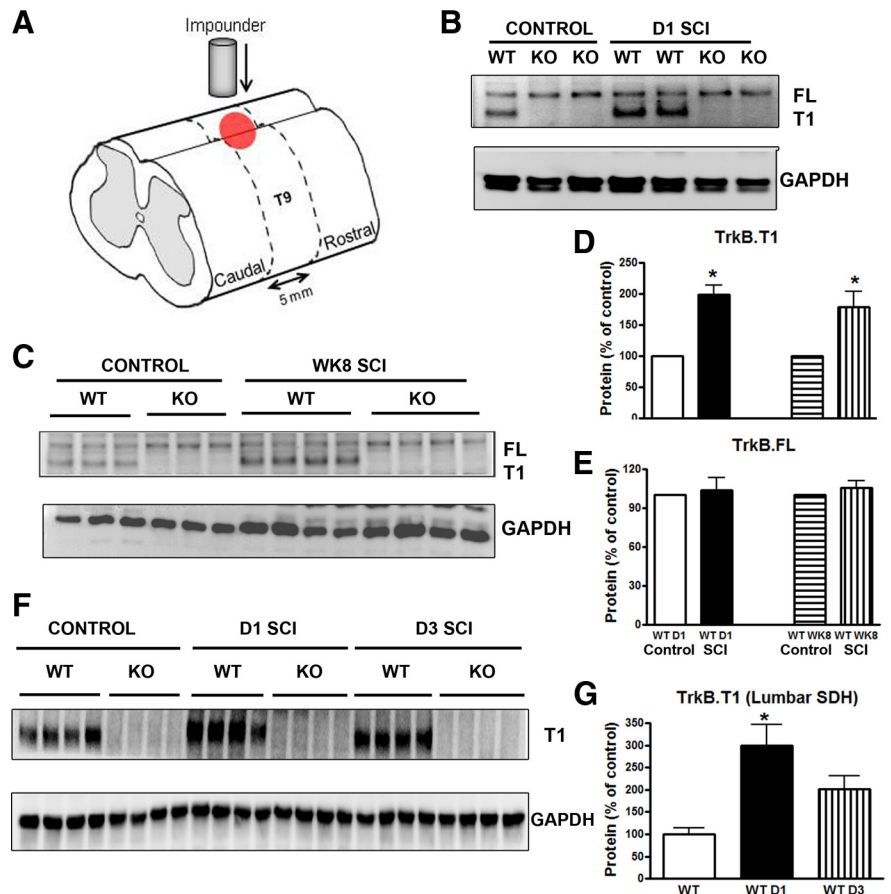 A
Impounder
T9
Caudal
Rostral
5 mm
B
CONTROL D1 SCI
WT KO KO WT WT KO KO
FL
T1
GAPDH
C
CONTROL WK8 SCI
WT KO WT KO
FL
T1
GAPDH
D
TrkB.T1
Protein (% of control)
250
200
150
100
50
0
*
*
E
TrkB.FL
Protein (% of control)
120
90
60
30
0
WT D1 WT D1 WT WK8 WT WK8
Control SCI Control SCI
F
CONTROL D1 SCI D3 SCI
WT KO WT KO WT KO
T1
GAPDH
G
TrkB.T1 (Lumbar SDH)
Protein (% of control)
350
300
250
200
150
100
50
0
*
WT WT D1 WT D3